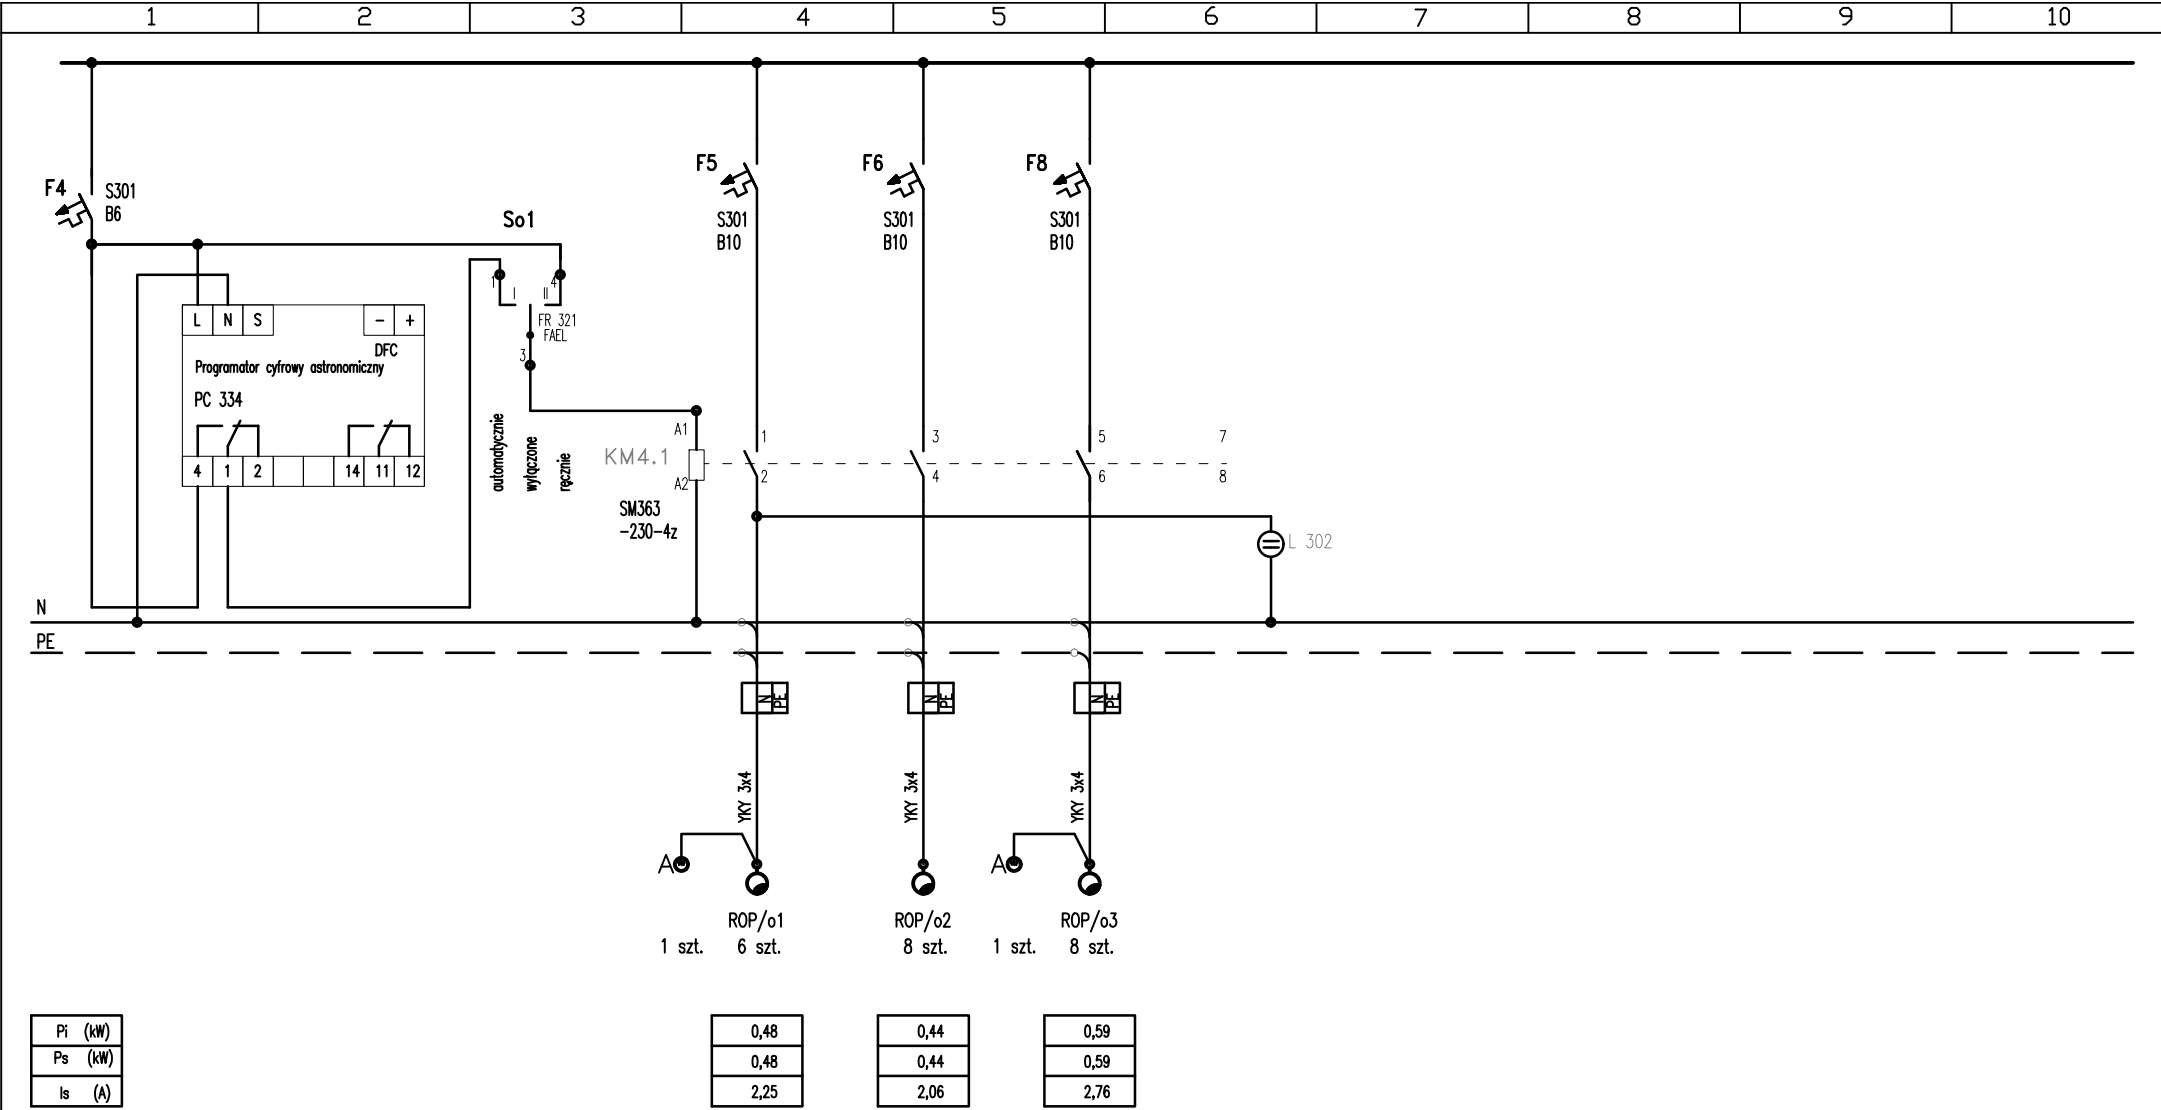 1 2 3 4 5 6 7 8 9 10
F4
S301
B6
So1
F5
S301
B10
F6
S301
B10
F8
S301
B10
1 4
I II
FR 321
FAEL
3
L N S - +
DFC
Programator cyfrowy astronomiczny
PC 334
4 1 2 14 11 12
automatycznie
wyłączone
ręcznie
KM4.1
A1
A2
SM363
-230-4z
1 3 5 7
2 4 6 8
L 302
N
PE
N PE
N PE
N PE
YKY 3x4
YKY 3x4
YKY 3x4
A
A
ROP/o1
ROP/o2
ROP/o3
1 szt. 6 szt. 8 szt. 1 szt. 8 szt.
Pi (kW) 0,48 0,44 0,59
Ps (kW) 0,48 0,44 0,59
Is (A) 2,25 2,06 2,76